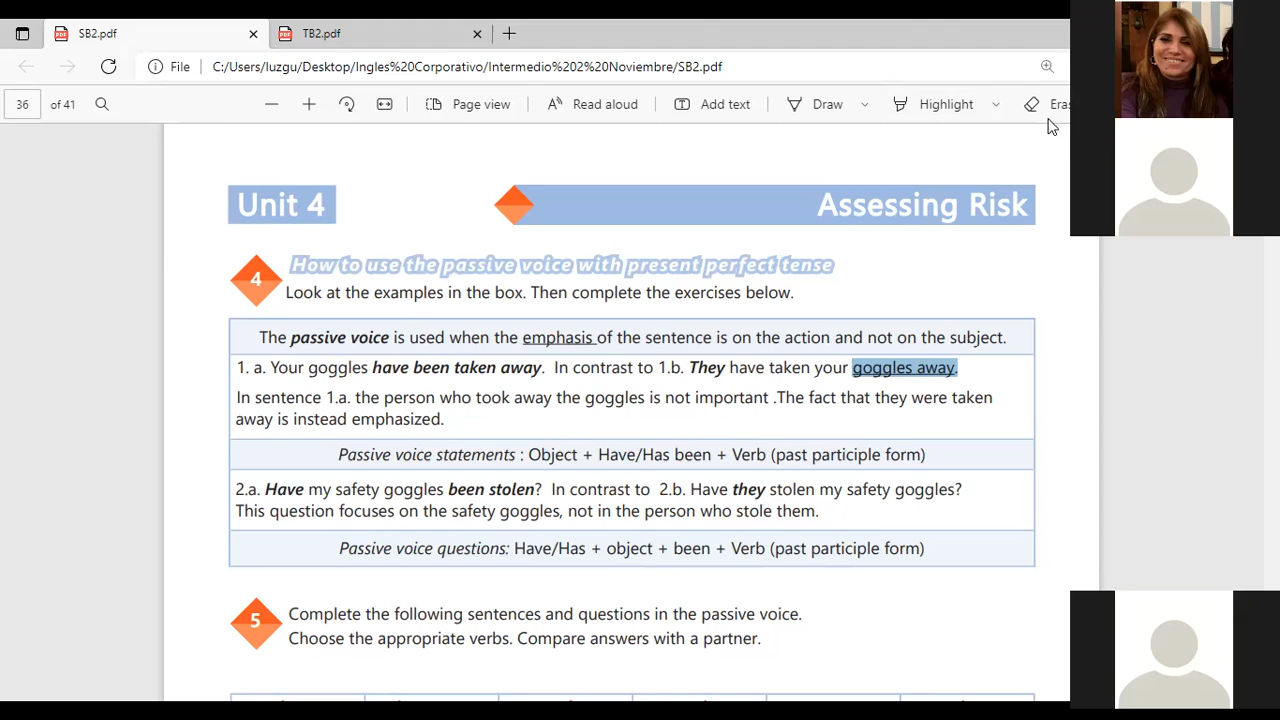 SB2.pdf
TB2.pdf
File C:/Users/luzgu/Desktop/Ingles%20Corporativo/Intermedio%202%20Noviembre/SB2.pdf
36 of 41 Page view Read aloud Add text Draw Highlight Eras
Unit 4
Assessing Risk
4 How to use the passive voice with present perfect tense
Look at the examples in the box. Then complete the exercises below.
The passive voice is used when the emphasis of the sentence is on the action and not on the subject.
1. a. Your goggles have been taken away. In contrast to 1.b. They have taken your goggles away.
In sentence 1.a. the person who took away the goggles is not important .The fact that they were taken
away is instead emphasized.
Passive voice statements : Object + Have/Has been + Verb (past participle form)
2.a. Have my safety goggles been stolen? In contrast to 2.b. Have they stolen my safety goggles?
This question focuses on the safety goggles, not in the person who stole them.
Passive voice questions: Have/Has + object + been + Verb (past participle form)
5 Complete the following sentences and questions in the passive voice.
Choose the appropriate verbs. Compare answers with a partner.